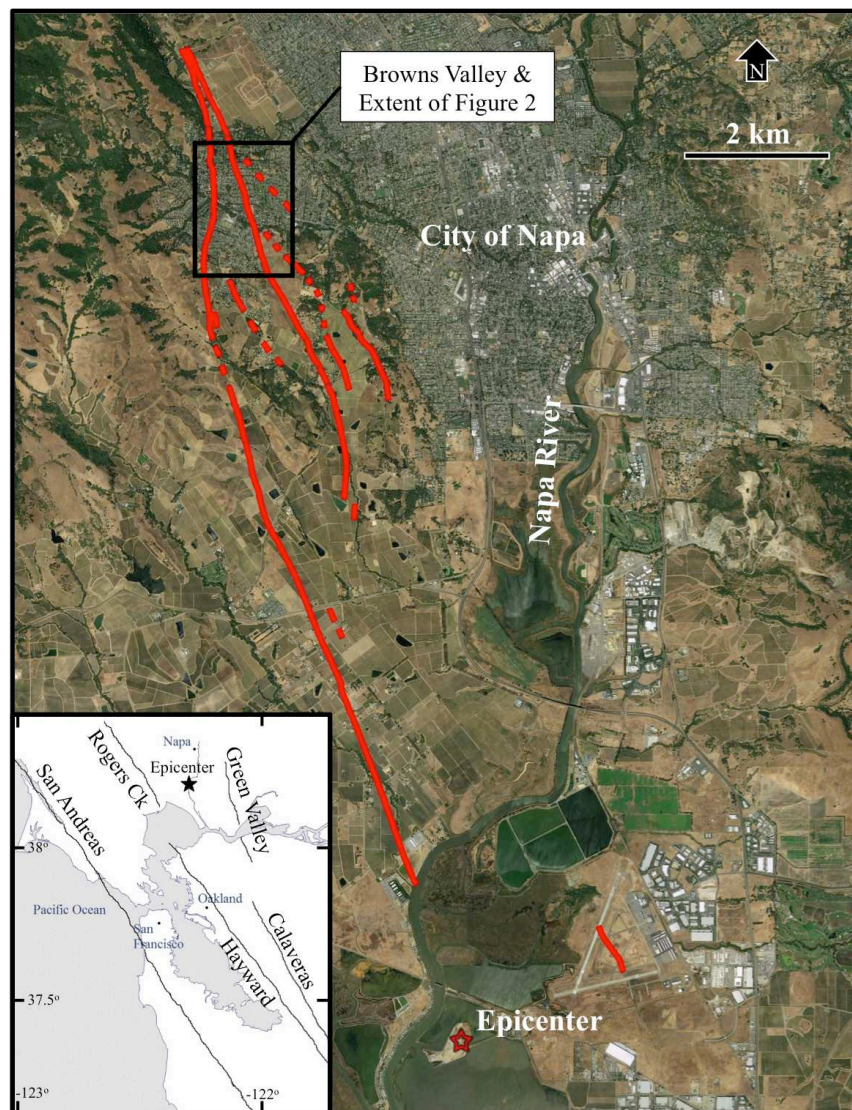 Browns Valley &
Extent of Figure 2
N
2 km
City of Napa
Napa River
Napa
Epicenter
Rogers Ck
Green Valley
San Andreas
38°
Pacific Ocean
Oakland
San
Francisco
Hayward
Calaveras
37.5°
-123°
-122°
Epicenter